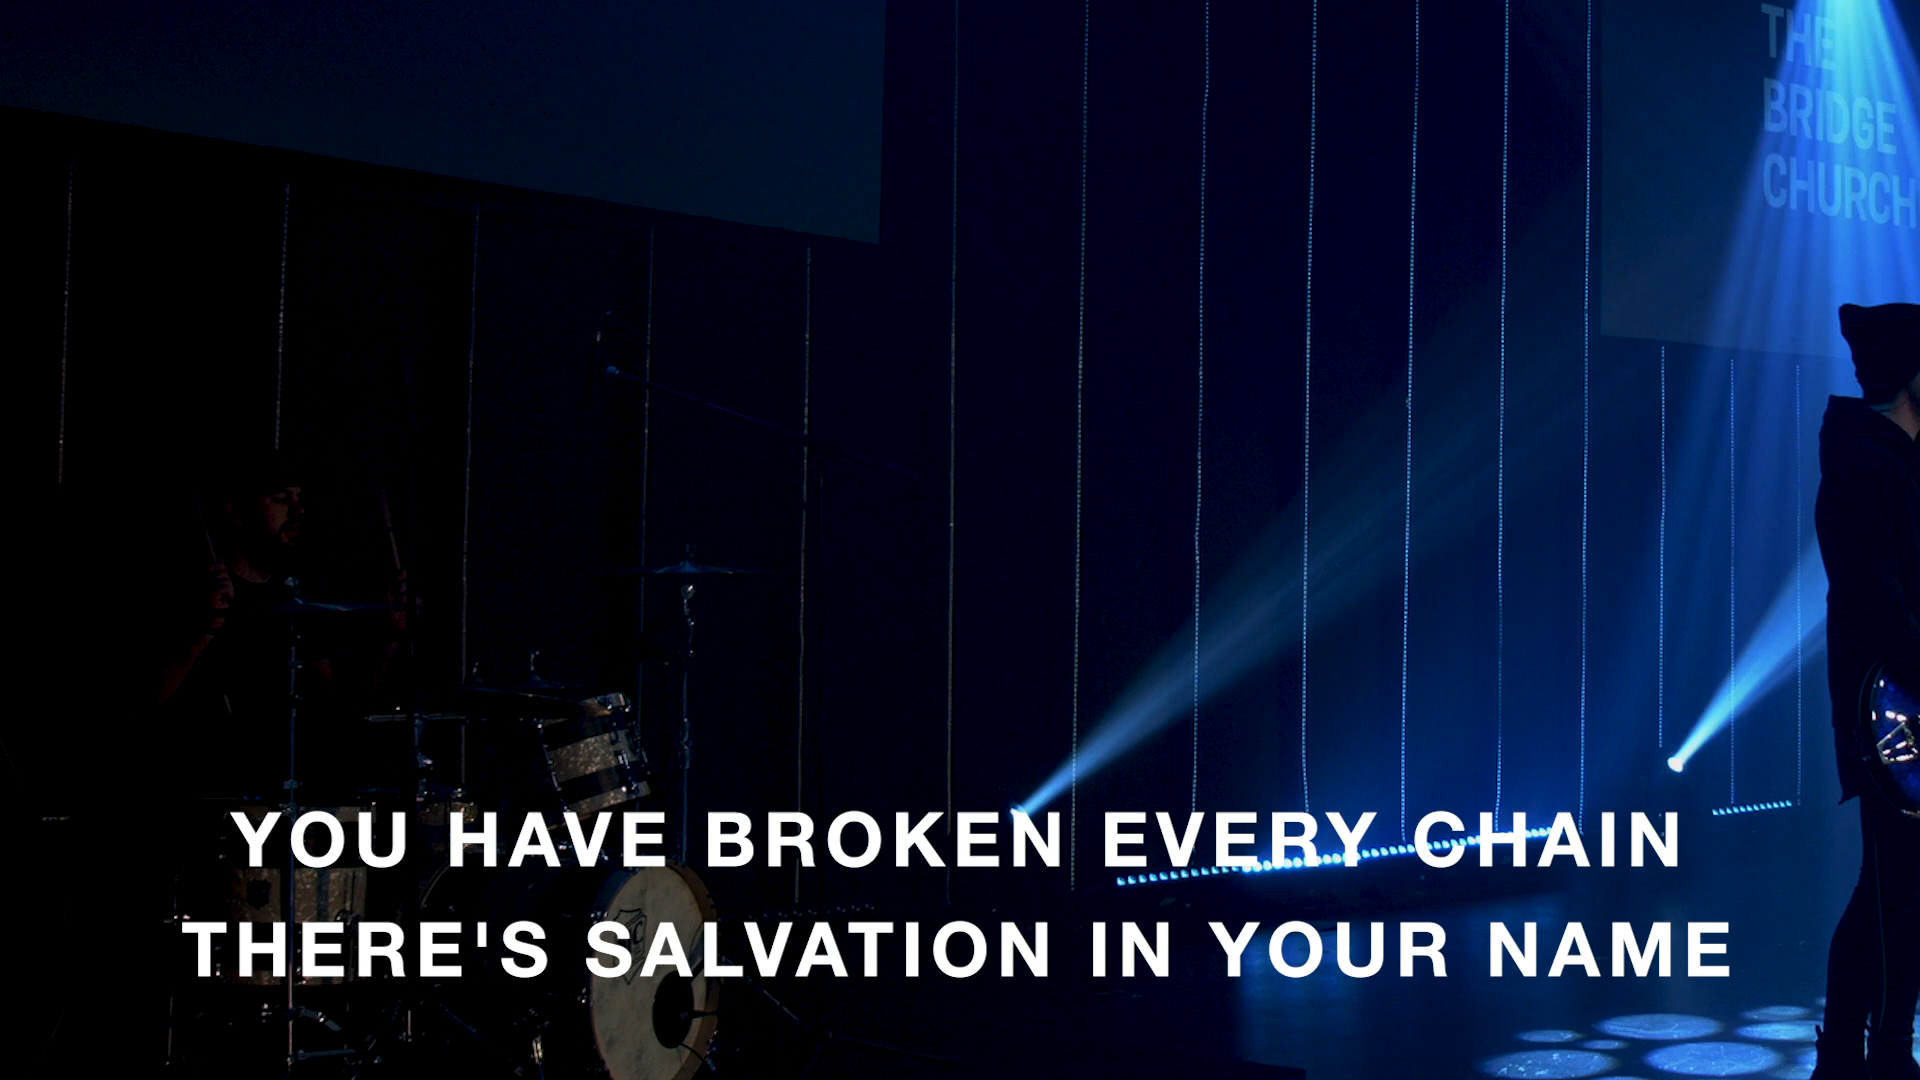 THE
BRIDGE
CHURCH
YOU HAVE BROKEN EVERY CHAIN
THERE'S SALVATION IN YOUR NAME